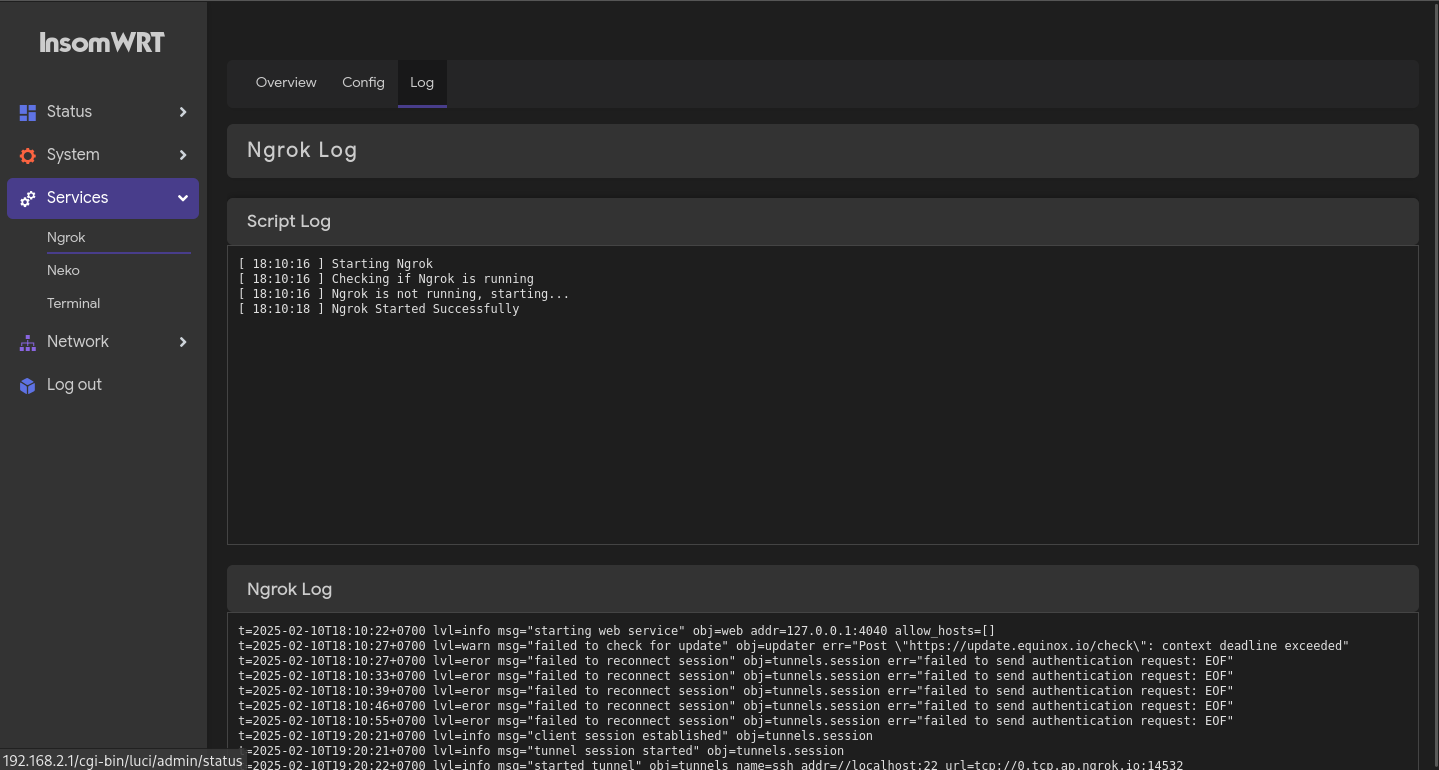 InsomWRT
Status
System
Services
Ngrok
Neko
Terminal
Network
Log out
Overview Config Log
Ngrok Log
Script Log
[ 18:10:16 ] Starting Ngrok
[ 18:10:16 ] Checking if Ngrok is running
[ 18:10:16 ] Ngrok is not running, starting...
[ 18:10:18 ] Ngrok Started Successfully
Ngrok Log
t=2025-02-10T18:10:22+0700 lvl=info msg="starting web service" obj=web addr=127.0.0.1:4040 allow_hosts=[]
t=2025-02-10T18:10:27+0700 lvl=warn msg="failed to check for update" obj=updater err="Post \"https://update.equinox.io/check\": context deadline exceeded"
t=2025-02-10T18:10:27+0700 lvl=eror msg="failed to reconnect session" obj=tunnels.session err="failed to send authentication request: EOF"
t=2025-02-10T18:10:33+0700 lvl=eror msg="failed to reconnect session" obj=tunnels.session err="failed to send authentication request: EOF"
t=2025-02-10T18:10:39+0700 lvl=eror msg="failed to reconnect session" obj=tunnels.session err="failed to send authentication request: EOF"
t=2025-02-10T18:10:46+0700 lvl=eror msg="failed to reconnect session" obj=tunnels.session err="failed to send authentication request: EOF"
t=2025-02-10T18:10:55+0700 lvl=eror msg="failed to reconnect session" obj=tunnels.session err="failed to send authentication request: EOF"
t=2025-02-10T19:20:21+0700 lvl=info msg="client session established" obj=tunnels.session
=2025-02-10T19:20:21+0700 lvl=info msg="tunnel session started" obj=tunnels.session
=2025-02-10T19:20:22+0700 lvl=info msg="started tunnel" obj=tunnels name=ssh addr=//localhost:22 url=tcp://0.tcp.ap.ngrok.io:14532
192.168.2.1/cgi-bin/luci/admin/status